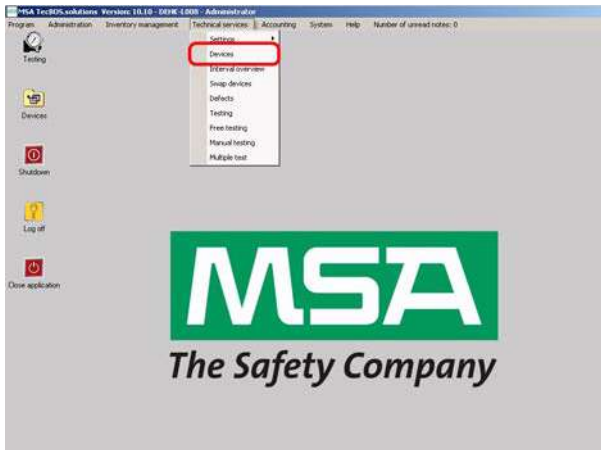 MSA TecBOS.solutions Version: 10.10 - DEHK-L008 - Administrator
Program Administration Inventory management Technical services Accounting System Help Number of unread notes: 0
Settings
Devices
Interval overview
Swap devices
Defects
Testing
Free testing
Manual testing
Multiple test
Testing
Devices
Shutdown
Log off
Close application
MSA
The Safety Company